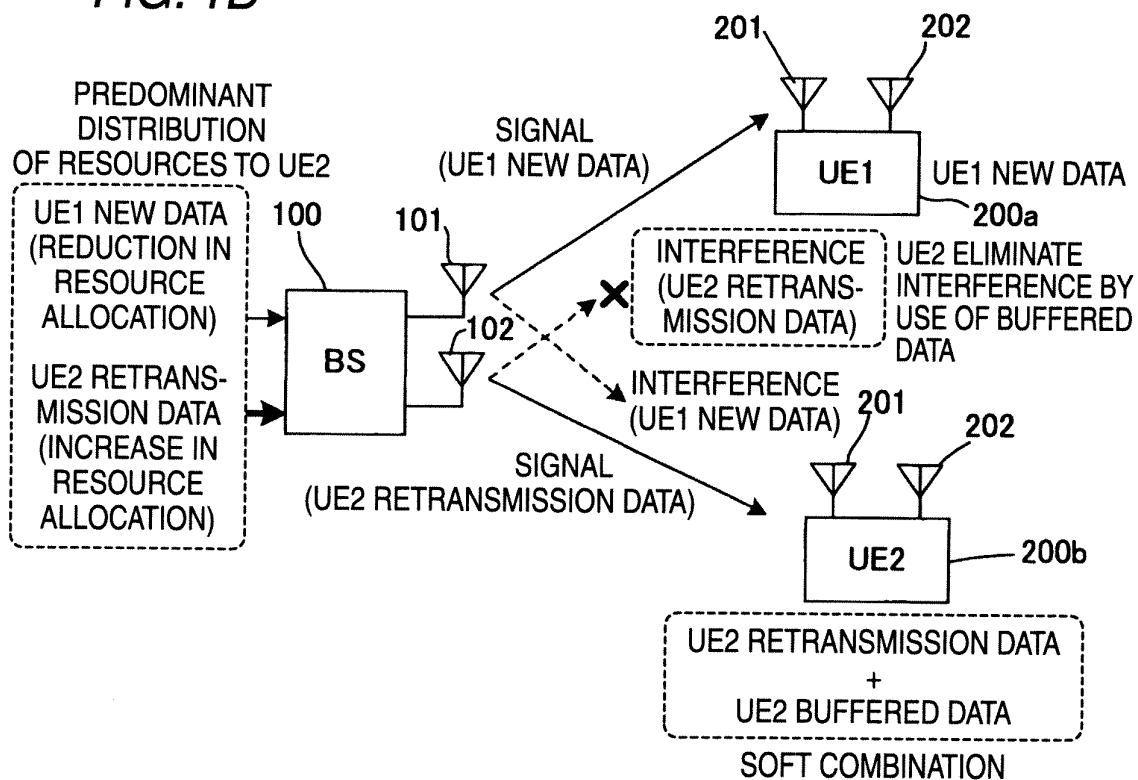 FIG. 1B
PREDOMINANT
DISTRIBUTION
OF RESOURCES TO UE2
UE1 NEW DATA
(REDUCTION IN
RESOURCE
ALLOCATION)
UE2 RETRANS-
MISSION DATA
(INCREASE IN
RESOURCE
ALLOCATION)
100
BS
101
102
SIGNAL
(UE1 NEW DATA)
201
202
UE1
UE1 NEW DATA
200a
INTERFERENCE
(UE2 RETRANS-
MISSION DATA)
UE2 ELIMINATE
INTERFERENCE BY
USE OF BUFFERED
DATA
INTERFERENCE
(UE1 NEW DATA)
SIGNAL
(UE2 RETRANSMISSION DATA)
201
202
UE2
200b
UE2 RETRANSMISSION DATA
+
UE2 BUFFERED DATA
SOFT COMBINATION